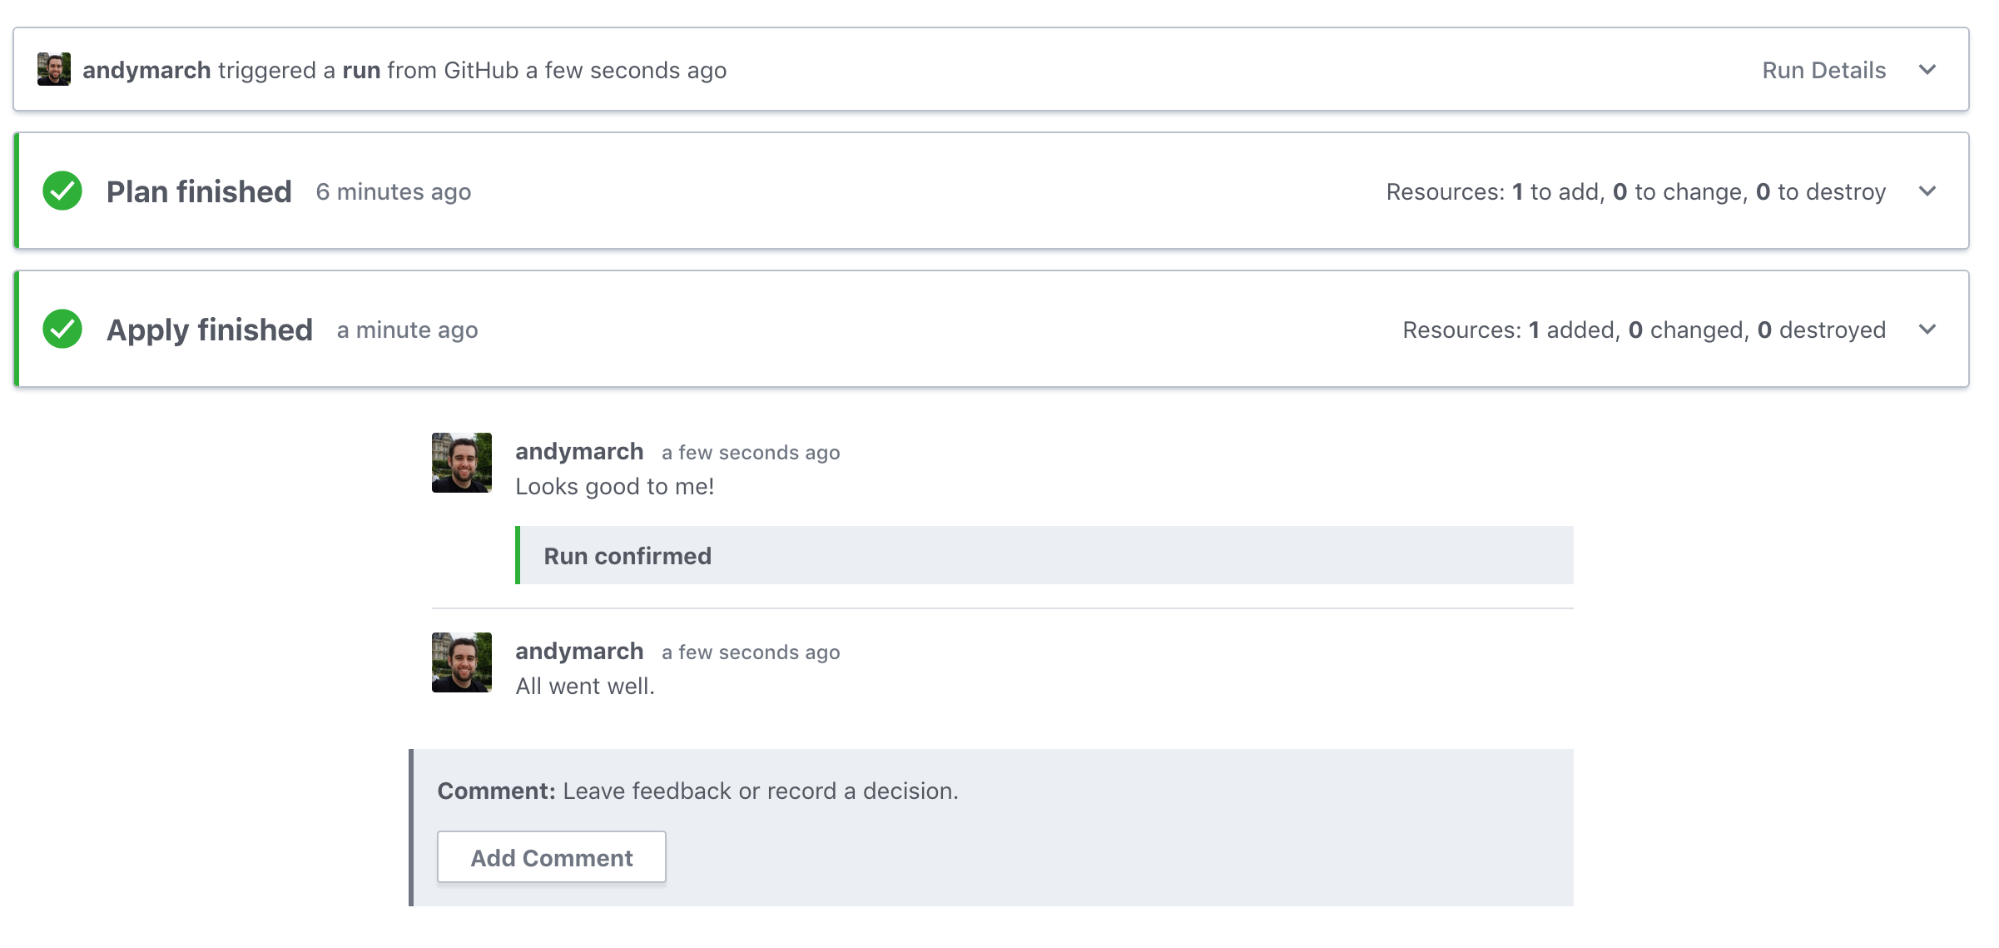 andymarch triggered a run from GitHub a few seconds ago
Run Details
Plan finished 6 minutes ago
Resources: 1 to add, 0 to change, 0 to destroy
Apply finished a minute ago
Resources: 1 added, 0 changed, 0 destroyed
andymarch a few seconds ago
Looks good to me!
Run confirmed
andymarch a few seconds ago
All went well.
Comment: Leave feedback or record a decision.
Add Comment